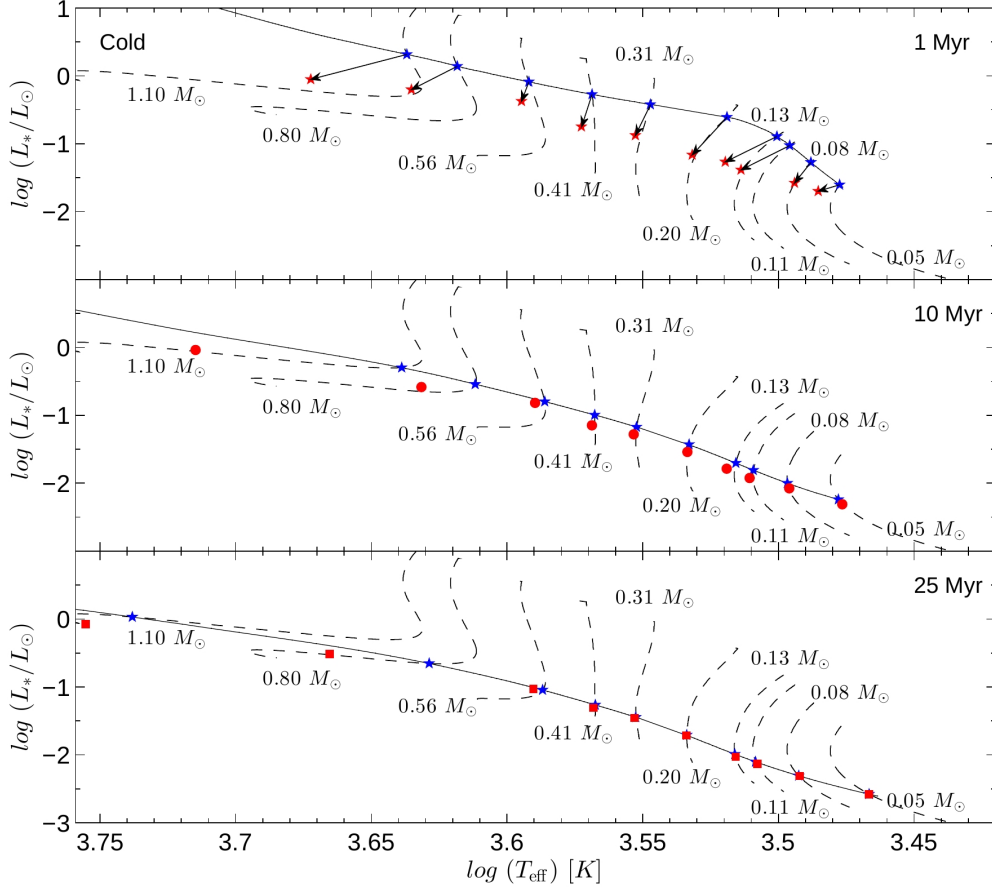 Cold
1 Myr
log (L*/L⊙)
1
0
−1
−2
1.10 M⊙
0.80 M⊙
0.56 M⊙
0.41 M⊙
0.31 M⊙
0.20 M⊙
0.13 M⊙
0.11 M⊙
0.08 M⊙
0.05 M⊙
10 Myr
log (L*/L⊙)
0
−1
−2
1.10 M⊙
0.80 M⊙
0.56 M⊙
0.41 M⊙
0.31 M⊙
0.20 M⊙
0.13 M⊙
0.11 M⊙
0.08 M⊙
0.05 M⊙
25 Myr
log (L*/L⊙)
0
−1
−2
−3
1.10 M⊙
0.80 M⊙
0.56 M⊙
0.41 M⊙
0.31 M⊙
0.20 M⊙
0.13 M⊙
0.11 M⊙
0.08 M⊙
0.05 M⊙
3.75 3.7 3.65 3.6 3.55 3.5 3.45
log (Teff) [K]